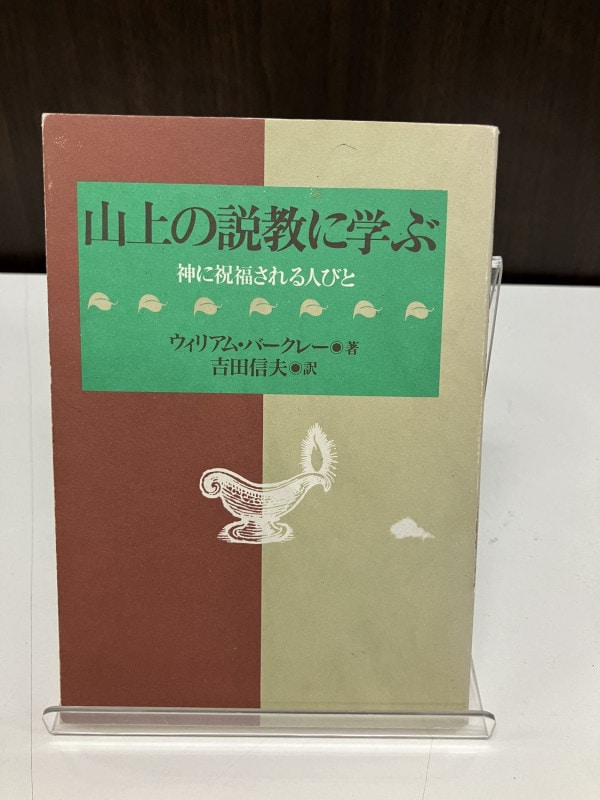 山上の説教に学ぶ
神に祝福される人びと
ウィリアム・バークレー◉著
吉田信夫◉訳